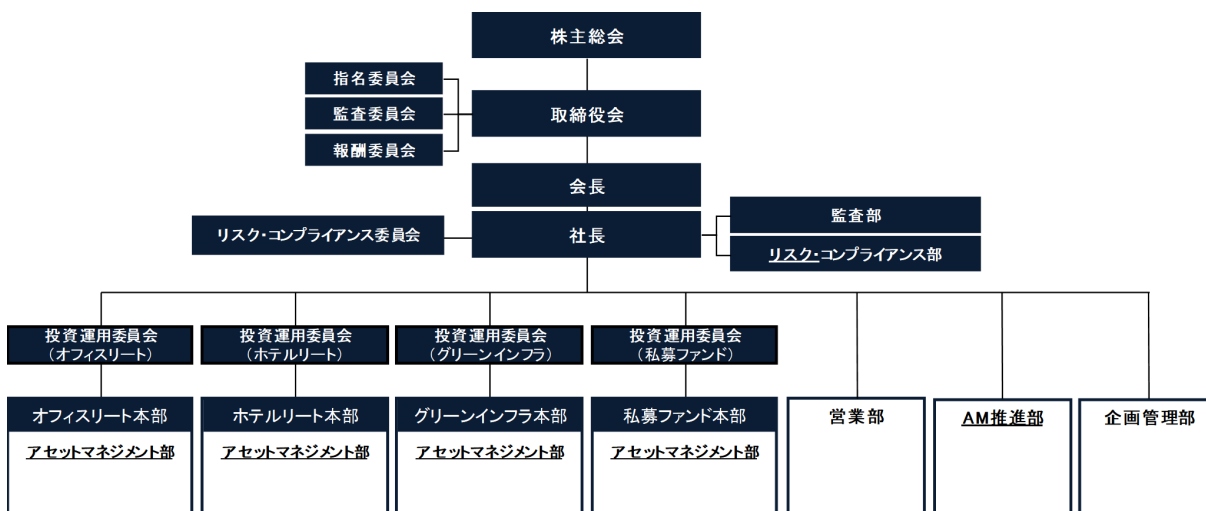 株主総会
指名委員会
監査委員会
報酬委員会
取締役会
会長
社長
リスク・コンプライアンス委員会
監査部
リスク・コンプライアンス部
投資運用委員会
(オフィスリート)
投資運用委員会
(ホテルリート)
投資運用委員会
(グリーンインフラ)
投資運用委員会
(私募ファンド)
オフィスリート本部
アセットマネジメント部
ホテルリート本部
アセットマネジメント部
グリーンインフラ本部
アセットマネジメント部
私募ファンド本部
アセットマネジメント部
営業部
AM推進部
企画管理部